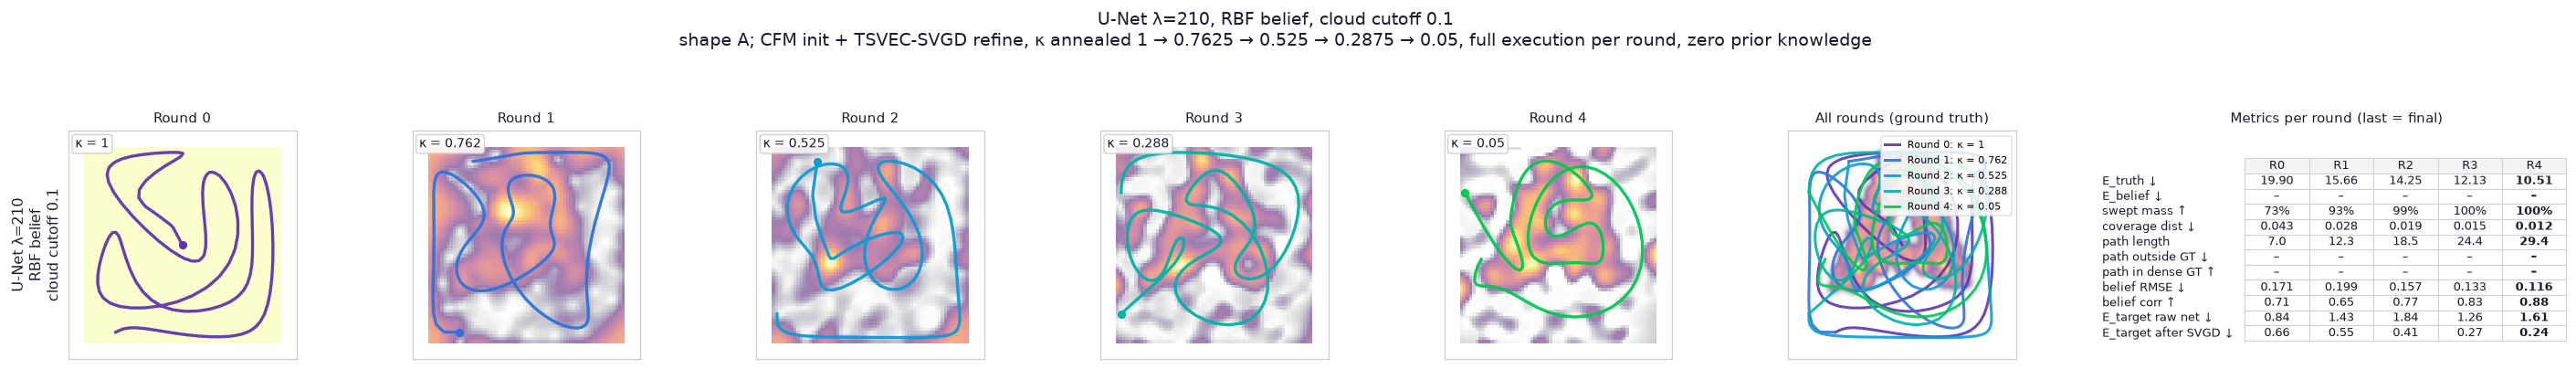 U-Net λ=210, RBF belief, cloud cutoff 0.1
shape A; CFM init + TSVEC-SVGD refine, κ annealed 1 → 0.7625 → 0.525 → 0.2875 → 0.05, full execution per round, zero prior knowledge
U-Net λ=210
RBF belief
cloud cutoff 0.1
Round 0
κ = 1
Round 1
κ = 0.762
Round 2
κ = 0.525
Round 3
κ = 0.288
Round 4
κ = 0.05
All rounds (ground truth)
Round 0: κ = 1
Round 1: κ = 0.762
Round 2: κ = 0.525
Round 3: κ = 0.288
Round 4: κ = 0.05
Metrics per round (last = final)
R0 R1 R2 R3 R4
E_truth ↓ 19.90 15.66 14.25 12.13 10.51
E_belief ↓ – – – – –
swept mass ↑ 73% 93% 99% 100% 100%
coverage dist ↓ 0.043 0.028 0.019 0.015 0.012
path length 7.0 12.3 18.5 24.4 29.4
path outside GT ↓ – – – – –
path in dense GT ↑ – – – – –
belief RMSE ↓ 0.171 0.199 0.157 0.133 0.116
belief corr ↑ 0.71 0.65 0.77 0.83 0.88
E_target raw net ↓ 0.84 1.43 1.84 1.26 1.61
E_target after SVGD ↓ 0.66 0.55 0.41 0.27 0.24